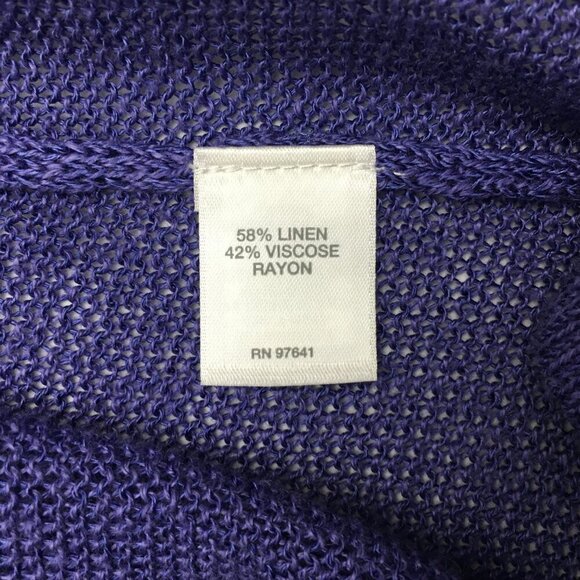 58% LINEN
42% VISCOSE
RAYON
RN 97641